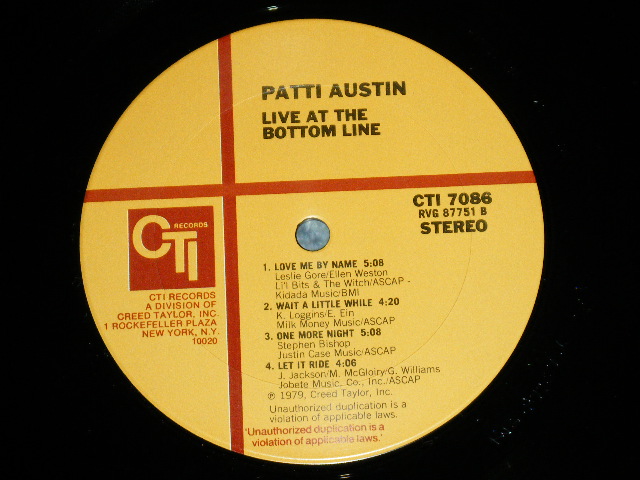 PATTI AUSTIN
LIVE AT THE
BOTTOM LINE
CTI 7086
RVG 87751 B
STEREO
CTI RECORDS
CTI RECORDS
A DIVISION OF
CREED TAYLOR, INC.
1 ROCKEFELLER PLAZA
NEW YORK, N.Y.
10020
1. LOVE ME BY NAME 5:08
Leslie Gore/Ellen Weston
Li'l Bits & The Witch/ASCAP -
Kidada Music/BMI
2. WAIT A LITTLE WHILE 4:20
K. Loggins/E. Ein
Milk Money Music/ASCAP
3. ONE MORE NIGHT 5:08
Stephen Bishop
Justin Case Music/ASCAP
4. LET IT RIDE 4:06
J. Jackson/M. McGloiry/G. Williams
Jobete Music. Co., Inc./ASCAP
℗ 1979, Creed Taylor, Inc.
Unauthorized duplication is a
violation of applicable laws.
'Unauthorized duplication is a
violation of applicable laws.'